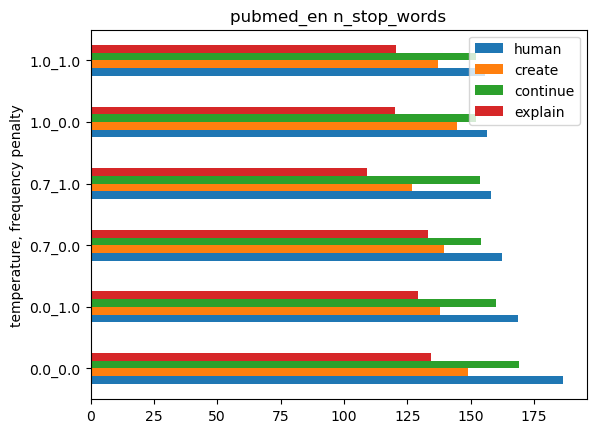 pubmed_en n_stop_words
human
create
continue
explain
temperature, frequency penalty
1.0_1.0
1.0_0.0
0.7_1.0
0.7_0.0
0.0_1.0
0.0_0.0
0 25 50 75 100 125 150 175